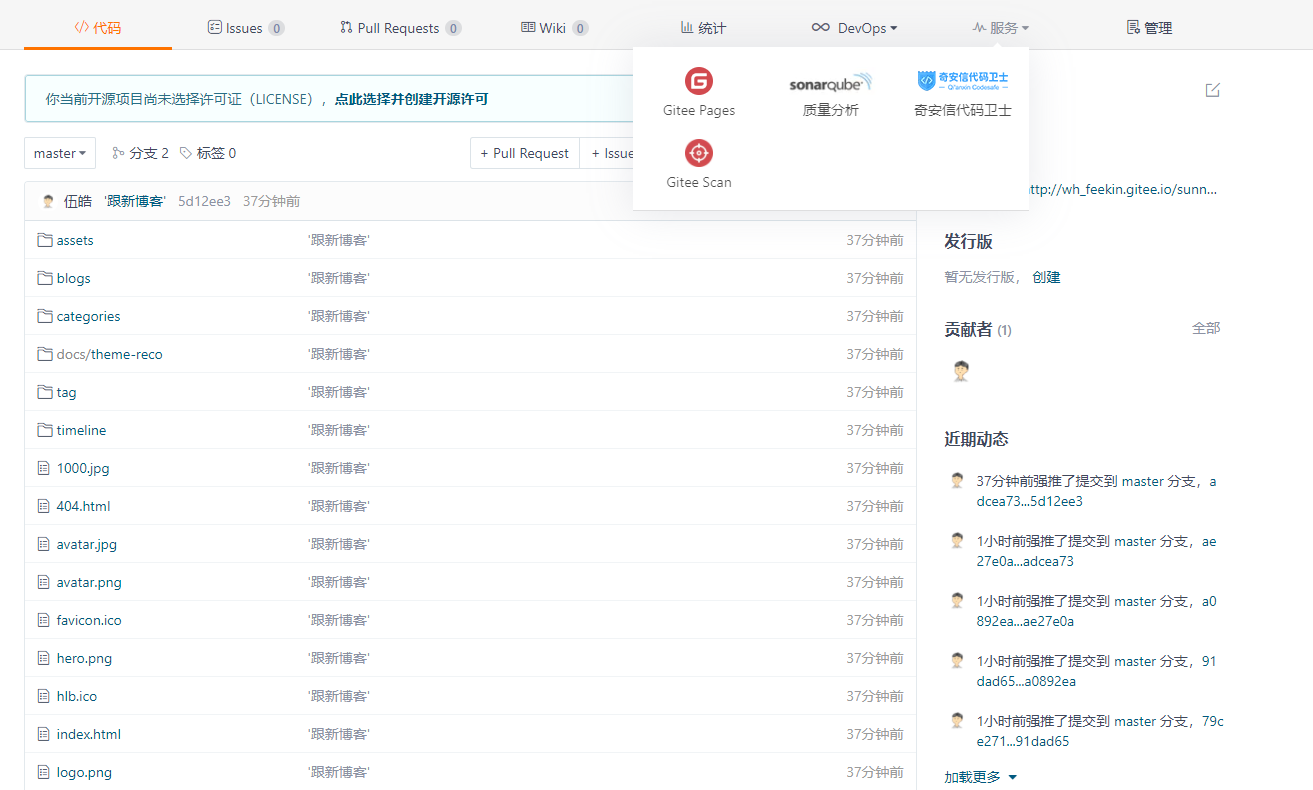 代码
Issues 0
Pull Requests 0
Wiki 0
统计
DevOps
服务
管理
Gitee Pages
sonarqube
质量分析
奇安信代码卫士
Qi'anxin Codesafe
奇安信代码卫士
Gitee Scan
你当前开源项目尚未选择许可证（LICENSE），点此选择并创建开源许可
master
分支 2
标签 0
+ Pull Request
+ Issue
伍皓 '跟新博客' 5d12ee3 37分钟前
assets '跟新博客' 37分钟前
blogs '跟新博客' 37分钟前
categories '跟新博客' 37分钟前
docs/theme-reco '跟新博客' 37分钟前
tag '跟新博客' 37分钟前
timeline '跟新博客' 37分钟前
1000.jpg '跟新博客' 37分钟前
404.html '跟新博客' 37分钟前
avatar.jpg '跟新博客' 37分钟前
avatar.png '跟新博客' 37分钟前
favicon.ico '跟新博客' 37分钟前
hero.png '跟新博客' 37分钟前
hlb.ico '跟新博客' 37分钟前
index.html '跟新博客' 37分钟前
logo.png '跟新博客' 37分钟前
ttp://wh_feekin.gitee.io/sunn...
发行版
暂无发行版，创建
贡献者 (1)
全部
近期动态
37分钟前强推了提交到 master 分支，a
dcea73...5d12ee3
1小时前强推了提交到 master 分支，ae
27e0a...adcea73
1小时前强推了提交到 master 分支，a0
892ea...ae27e0a
1小时前强推了提交到 master 分支，91
dad65...a0892ea
1小时前强推了提交到 master 分支，79c
e271...91dad65
加载更多